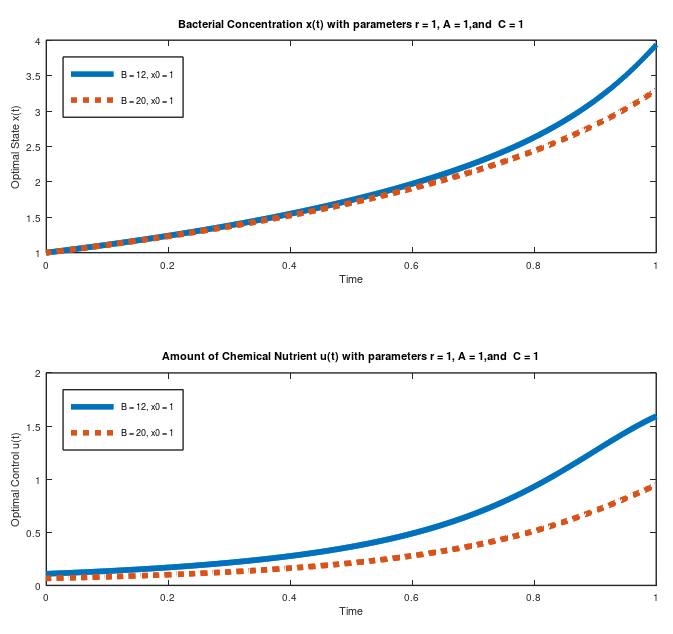 Bacterial Concentration x(t) with parameters r = 1, A = 1,and  C = 1
4
3.5
3
2.5
2
1.5
1
Optimal State x(t)
B = 12, x0 = 1
B = 20, x0 = 1
0
0.2
0.4
0.6
0.8
1
Time
Amount of Chemical Nutrient u(t) with parameters r = 1, A = 1,and  C = 1
2
1.5
1
0.5
0
Optimal Control u(t)
B = 12, x0 = 1
B = 20, x0 = 1
0
0.2
0.4
0.6
0.8
1
Time